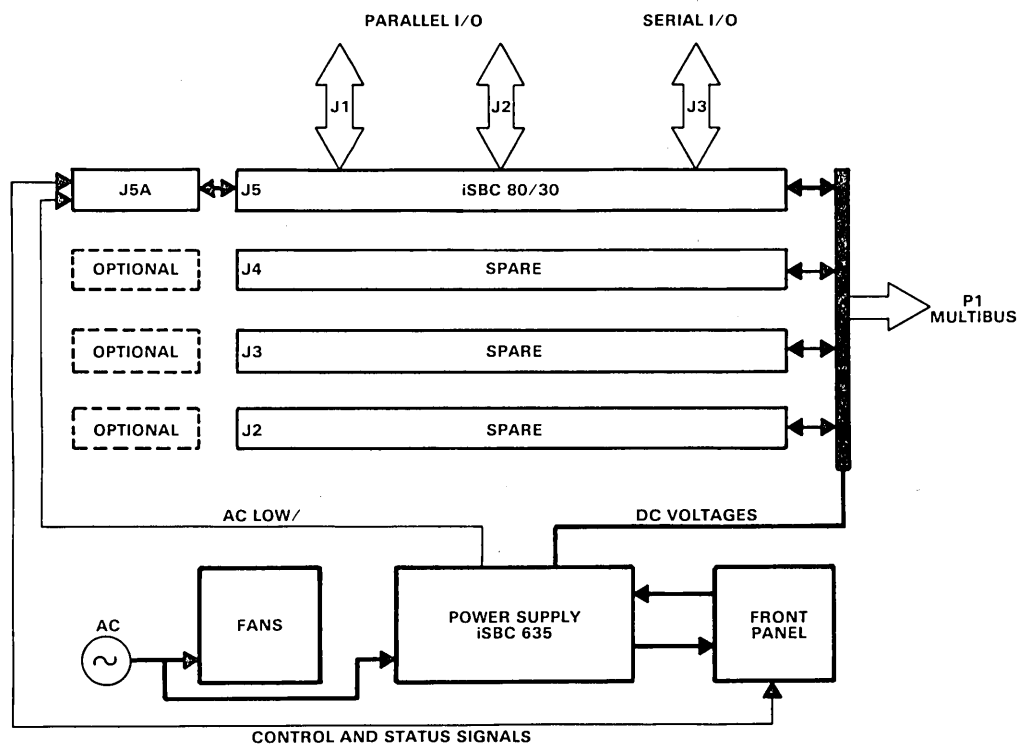 PARALLEL I/O
SERIAL I/O
J1
J2
J3
J5A
J5
iSBC 80/30
OPTIONAL
J4
SPARE
P1
MULTIBUS
OPTIONAL
J3
SPARE
OPTIONAL
J2
SPARE
AC LOW/
DC VOLTAGES
AC
FANS
POWER SUPPLY
iSBC 635
FRONT
PANEL
CONTROL AND STATUS SIGNALS